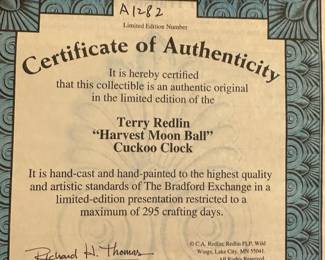 A1282
Limited Edition Number
Certificate of Authenticity
It is hereby certified
that this collectible is an authentic original
in the limited edition of the
Terry Redlin
“Harvest Moon Ball”
Cuckoo Clock
It is hand-cast and hand-painted to the highest quality
and artistic standards of The Bradford Exchange in a
limited-edition presentation restricted to a
maximum of 295 crafting days.
Richard H. Thomas
© C.A. Redlin; Redlin FLP, Wild
Wings, Lake City, MN 55041.
All Rights Reserved.